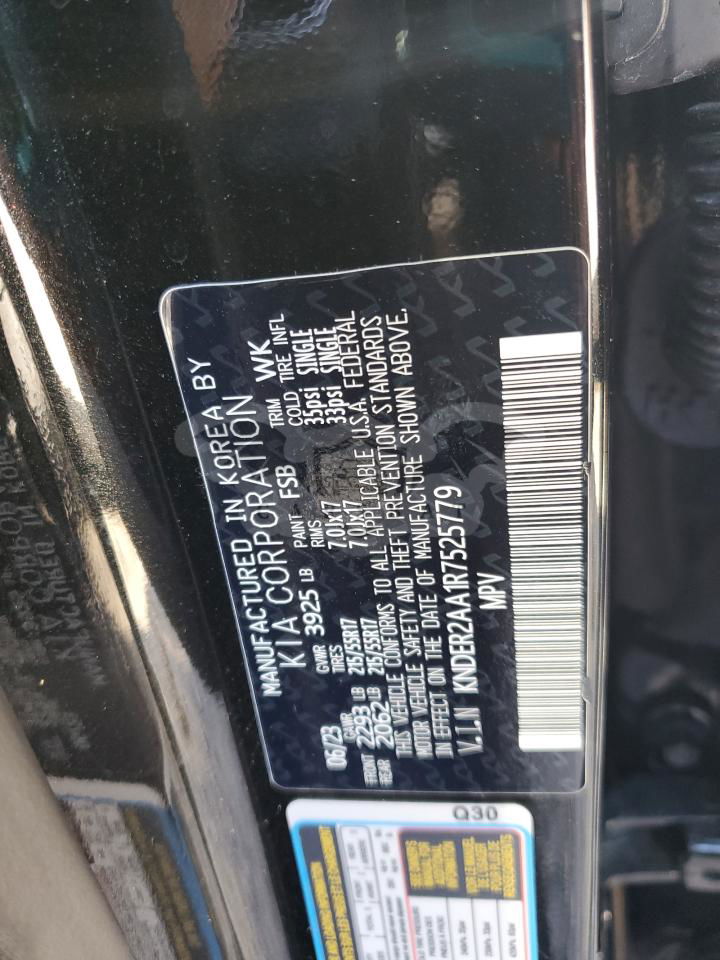 MANUFACTURED IN KOREA BY
KIA CORPORATION
06/23 GVWR 3925 LB PAINT FSB TRIM WK
GAWR TIRES RIMS COLD TIRE INFL
FRONT 2293 LB 215/55R17 7.0Jx17 35psi SINGLE
REAR 2062 LB 215/55R17 7.0Jx17 33psi SINGLE
THIS VEHICLE CONFORMS TO ALL APPLICABLE U.S.A. FEDERAL
MOTOR VEHICLE SAFETY AND THEFT PREVENTION STANDARDS
IN EFFECT ON THE DATE OF MANUFACTURE SHOWN ABOVE.
V.I.N KNDER2AA1R7525779
MPV
Q30